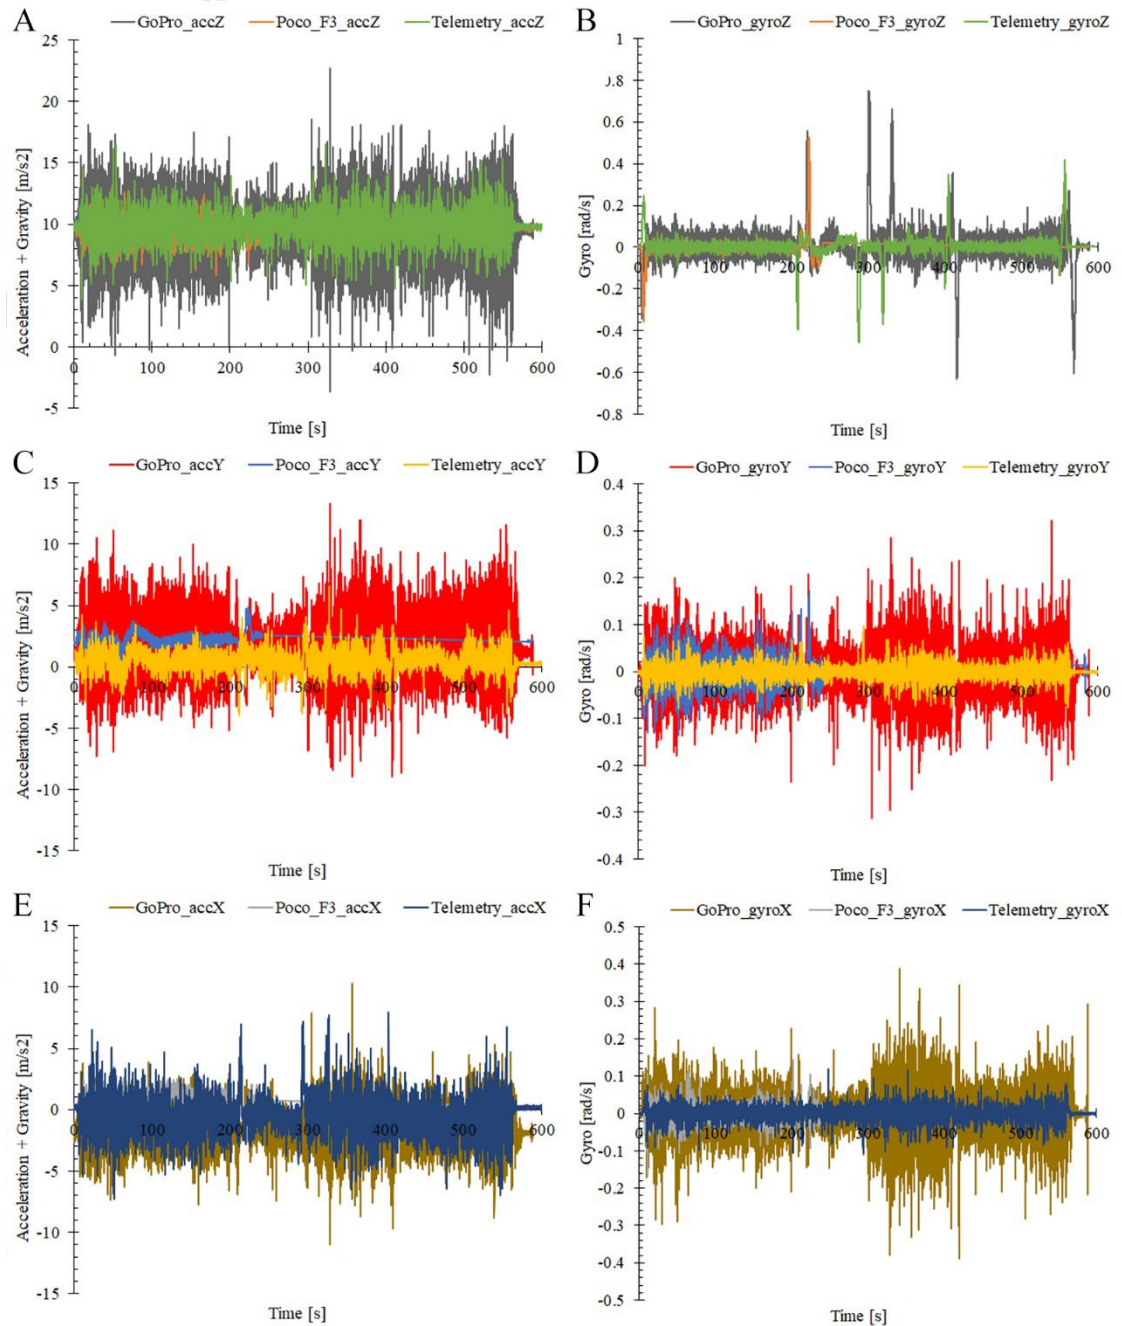 A
GoPro_accZ Poco_F3_accZ Telemetry_accZ
25
20
15
10
5
0
-5
0 100 200 300 400 500 600
Acceleration + Gravity [m/s2]
Time [s]
B
GoPro_gyroZ Poco_F3_gyroZ Telemetry_gyroZ
1
0.8
0.6
0.4
0.2
0
-0.2
-0.4
-0.6
-0.8
0 100 200 300 400 500 600
Gyro [rad/s]
Time [s]
C
GoPro_accY Poco_F3_accY Telemetry_accY
15
10
5
0
-5
-10
-15
0 100 200 300 400 500 600
Acceleration + Gravity [m/s2]
Time [s]
D
GoPro_gyroY Poco_F3_gyroY Telemetry_gyroY
0.4
0.3
0.2
0.1
0
-0.1
-0.2
-0.3
-0.4
0 100 200 300 400 500 600
Gyro [rad/s]
Time [s]
E
GoPro_accX Poco_F3_accX Telemetry_accX
15
10
5
0
-5
-10
-15
0 100 200 300 400 500 600
Acceleration + Gravity [m/s2]
Time [s]
F
GoPro_gyroX Poco_F3_gyroX Telemetry_gyroX
0.5
0.4
0.3
0.2
0.1
0
-0.1
-0.2
-0.3
-0.4
-0.5
0 100 200 300 400 500 600
Gyro [rad/s]
Time [s]